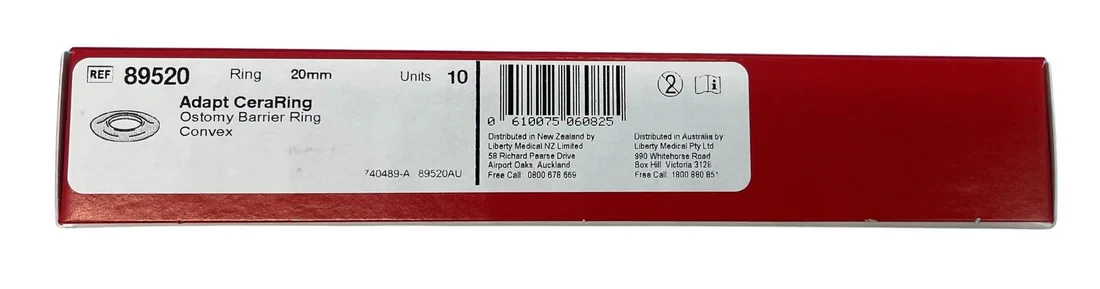 REF 89520 Ring 20mm Units 10
Adapt CeraRing
Ostomy Barrier Ring
Convex
740489-A 89520AU
0 610075 060825
Distributed in New Zealand by
Liberty Medical NZ Limited
58 Richard Pearse Drive
Airport Oaks, Auckland
Free Call 0800 678 669
2
i
Distributed in Australia by
Liberty Medical Pty Ltd
990 Whitehorse Road
Box Hill Victoria 3128
Free Call 1800 880 851